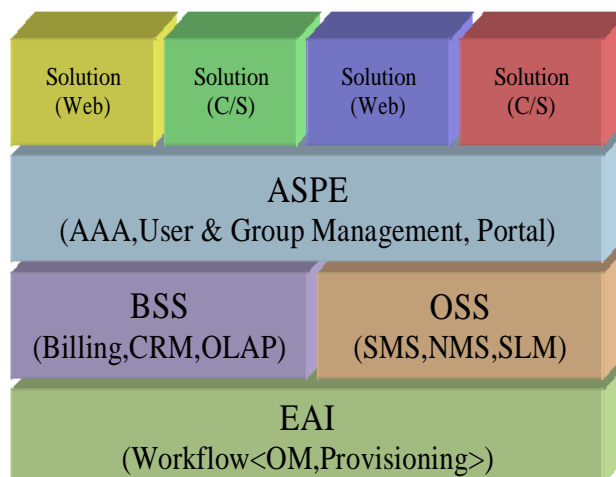 Solution
(Web)
Solution
(C/S)
Solution
(Web)
Solution
(C/S)
ASPE
(AAA,User & Group Management, Portal)
BSS
(Billing,CRM,OLAP)
OSS
(SMS,NMS,SLM)
EAI
(Workflow<OM,Provisioning>)